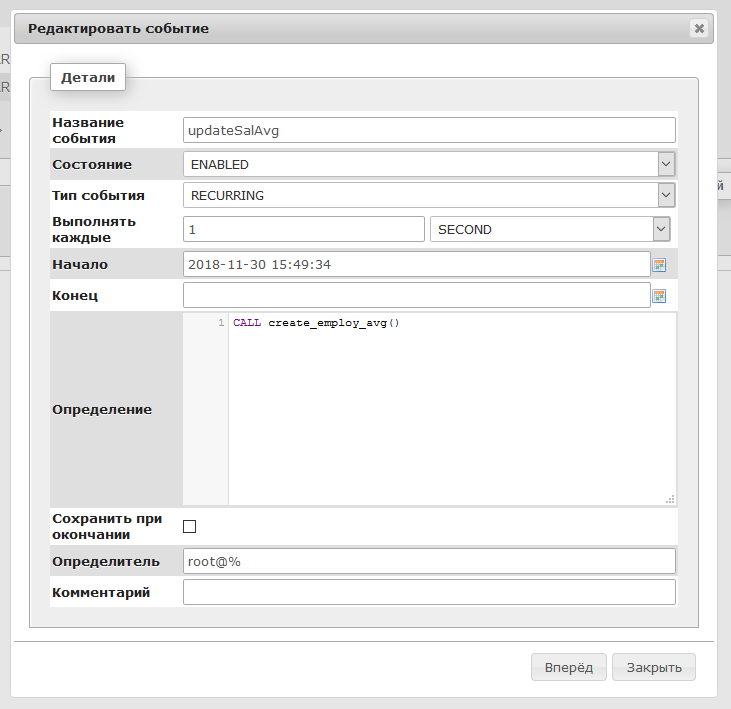 Редактировать событие
Детали
Название
события
updateSalAvg
Состояние
ENABLED
Тип события
RECURRING
Выполнять
каждые
1
SECOND
Начало
2018-11-30 15:49:34
Конец
1 CALL create_employ_avg()
Определение
Сохранить при
окончании
Определитель
root@%
Комментарий
Вперёд
Закрыть